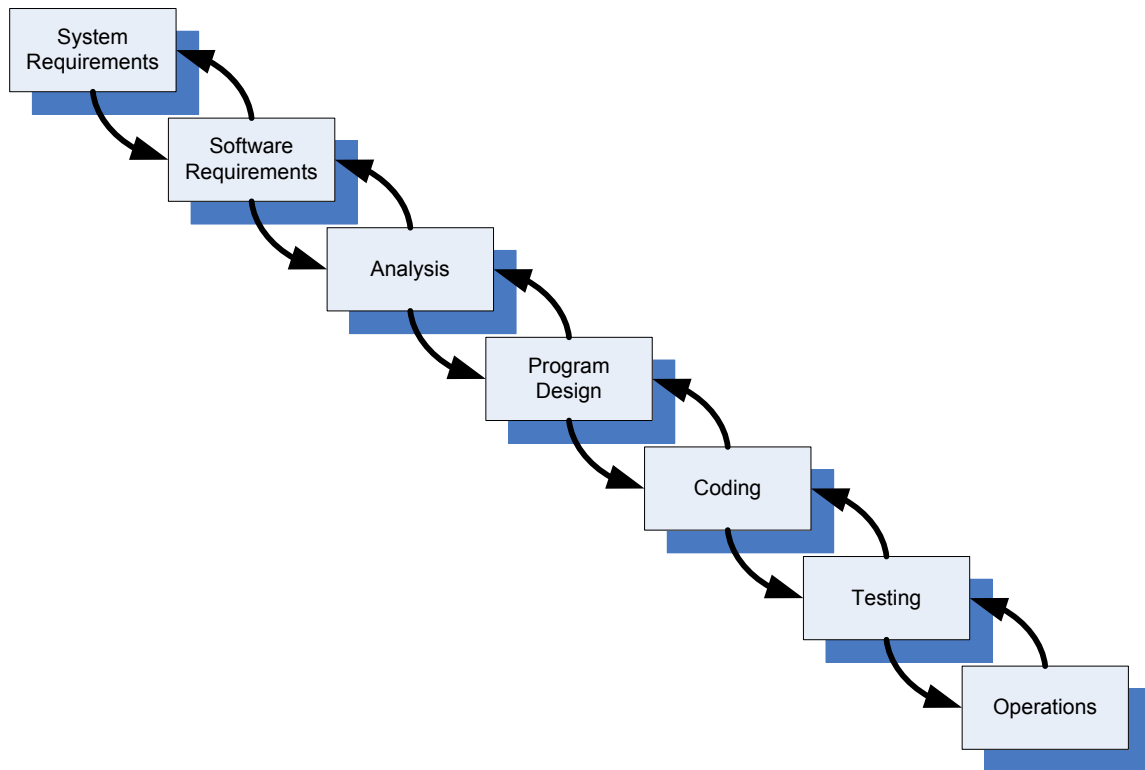 System
Requirements
Software
Requirements
Analysis
Program
Design
Coding
Testing
Operations